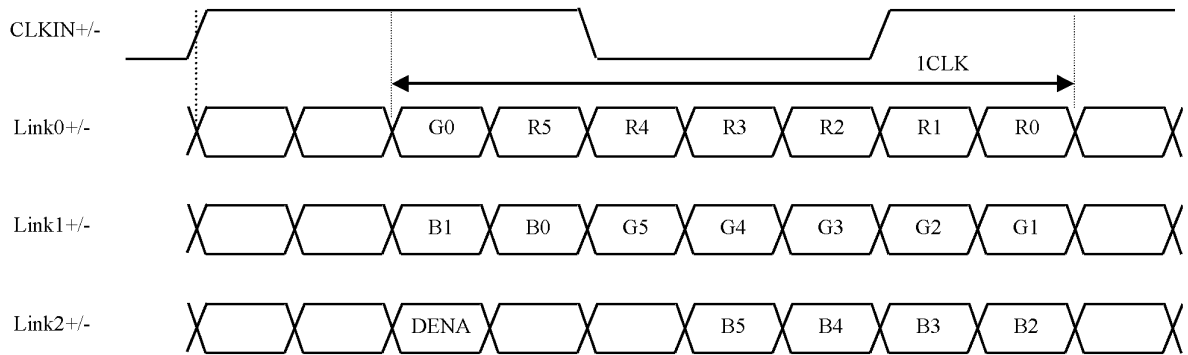 CLKIN+/-
1CLK
Link0+/- G0 R5 R4 R3 R2 R1 R0
Link1+/- B1 B0 G5 G4 G3 G2 G1
Link2+/- DENA B5 B4 B3 B2